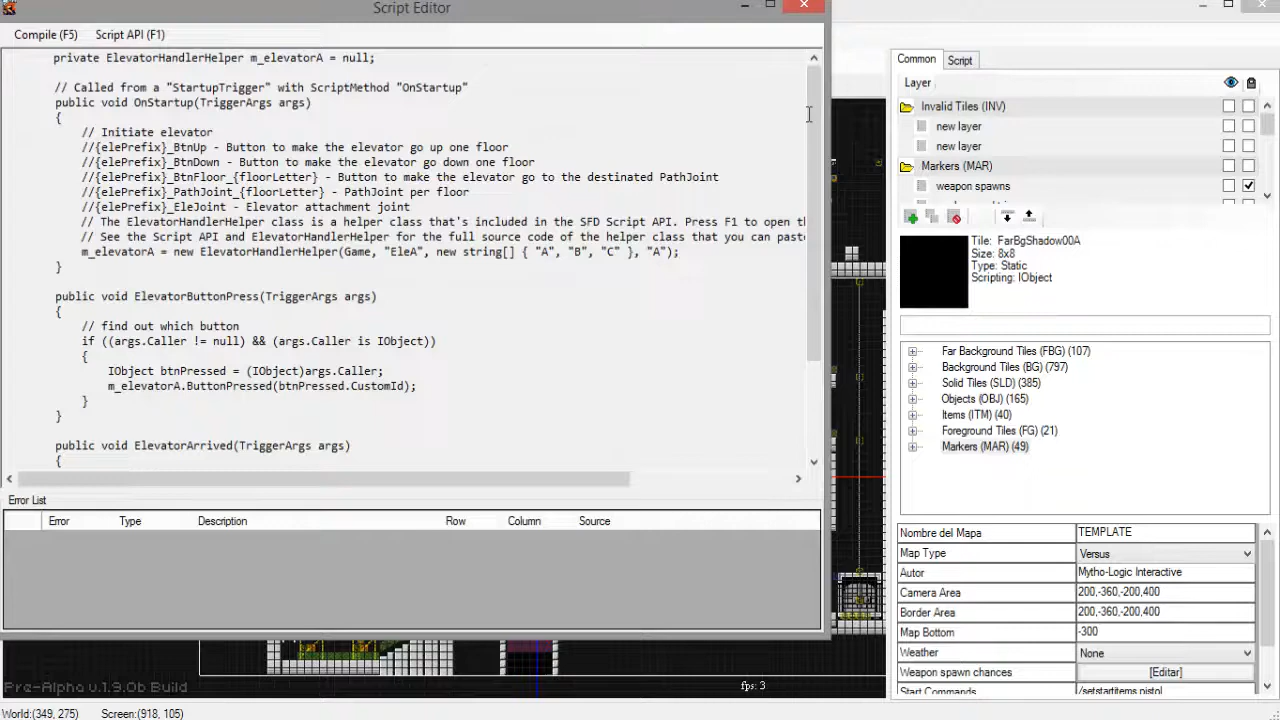 Script Editor
Compile (F5) Script API (F1)
private ElevatorHandlerHelper m_elevatorA = null;
// Called from a "StartupTrigger" with ScriptMethod "OnStartup"
public void OnStartup(TriggerArgs args)
{
// Initiate elevator
//{elePrefix}_BtnUp - Button to make the elevator go up one floor
//{elePrefix}_BtnDown - Button to make the elevator go down one floor
//{elePrefix}_BtnFloor_{floorLetter} - Button to make the elevator go to the destinated PathJoint
//{elePrefix}_PathJoint_{floorLetter} - PathJoint per floor
//{elePrefix}_EleJoint - Elevator attachment joint
// The ElevatorHandlerHelper class is a helper class that's included in the SFD Script API. Press F1 to open th
// See the Script API and ElevatorHandlerHelper for the full source code of the helper class that you can paste
m_elevatorA = new ElevatorHandlerHelper(Game, "EleA", new string[] { "A", "B", "C" }, "A");
}
public void ElevatorButtonPress(TriggerArgs args)
{
// find out which button
if ((args.Caller != null) && (args.Caller is IObject))
{
IObject btnPressed = (IObject)args.Caller;
m_elevatorA.ButtonPressed(btnPressed.CustomId);
}
}
public void ElevatorArrived(TriggerArgs args)
{
Error List
Error Type Description Row Column Source
Pre-Alpha v.1.9.0b Build
fps: 3
World:(349, 275) Screen:(918, 105)
Common Script
Layer
Invalid Tiles (INV)
new layer
new layer
Markers (MAR)
weapon spawns
Tile: FarBgShadow00A
Size: 8x8
Type: Static
Scripting: IObject
Far Background Tiles (FBG) (107)
Background Tiles (BG) (797)
Solid Tiles (SLD) (385)
Objects (OBJ) (165)
Items (ITM) (40)
Foreground Tiles (FG) (21)
Markers (MAR) (49)
Nombre del Mapa TEMPLATE
Map Type Versus
Autor Mytho-Logic Interactive
Camera Area 200,-360,-200,400
Border Area 200,-360,-200,400
Map Bottom -300
Weather None
Weapon spawn chances [Editar]
Start Commands /setstartitems pistol